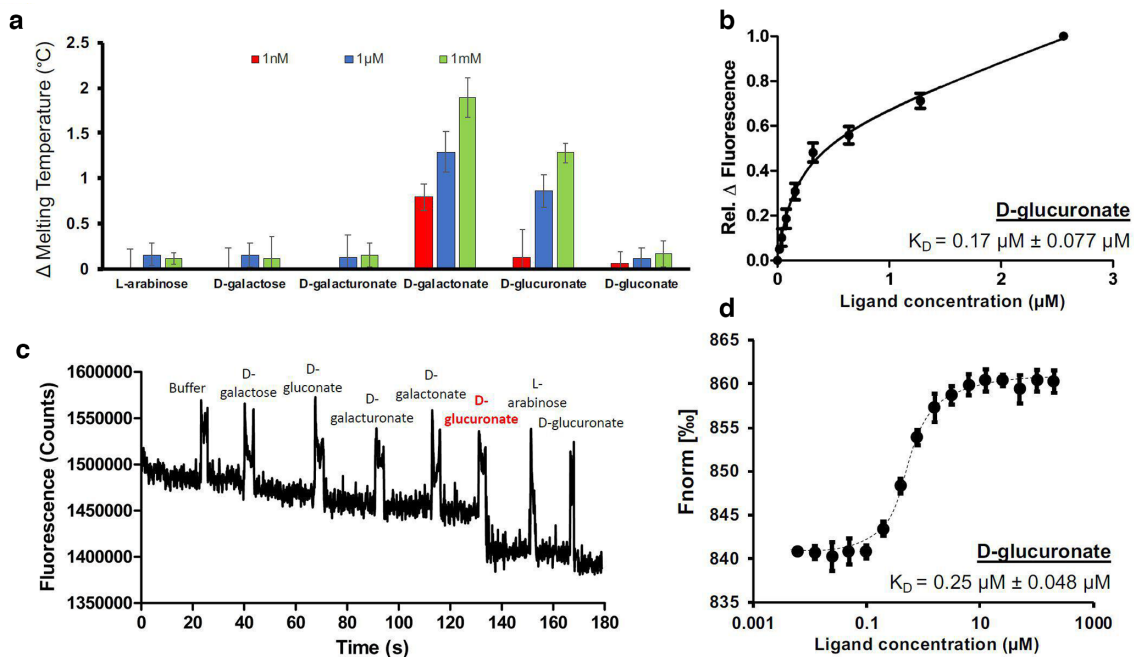 a
Δ Melting Temperature (°C)
2.5
2
1.5
1
0.5
0
1nM
1µM
1mM
L-arabinose
D-galactose
D-galacturonate
D-galactonate
D-glucuronate
D-gluconate
b
Rel. Δ Fluorescence
1.0
0.8
0.6
0.4
0.2
0.0
0
1
2
3
D-glucuronate
KD = 0.17 µM ± 0.077 µM
Ligand concentration (µM)
c
Fluorescence (Counts)
1600000
1550000
1500000
1450000
1400000
1350000
Buffer
D-
galactose
D-
gluconate
D-
galacturonate
D-
galactonate
D-
glucuronate
L-
arabinose
D-glucuronate
0
20
40
60
80
100
120
140
160
180
Time (s)
d
Fnorm [‰]
865
860
855
850
845
840
835
D-glucuronate
KD = 0.25 µM ± 0.048 µM
0.001
0.1
10
1000
Ligand concentration (µM)